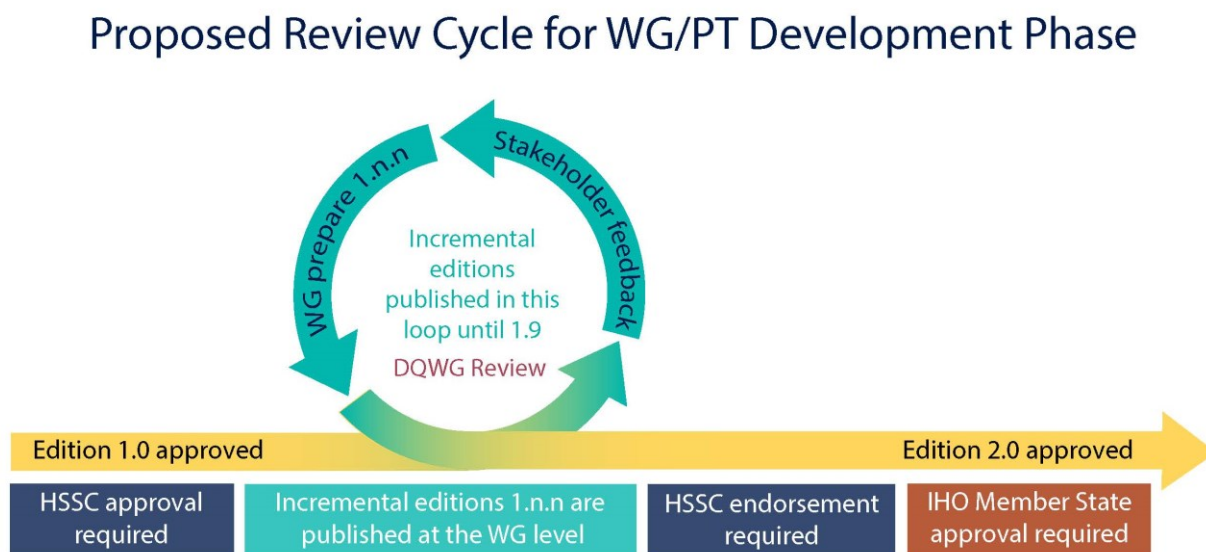 Proposed Review Cycle for WG/PT Development Phase
Stakeholder feedback
WG prepare 1.n.n
Incremental
editions
published in this
loop until 1.9
DQWG Review
Edition 1.0 approved
Edition 2.0 approved
HSSC approval
required
Incremental editions 1.n.n are
published at the WG level
HSSC endorsement
required
IHO Member State
approval required